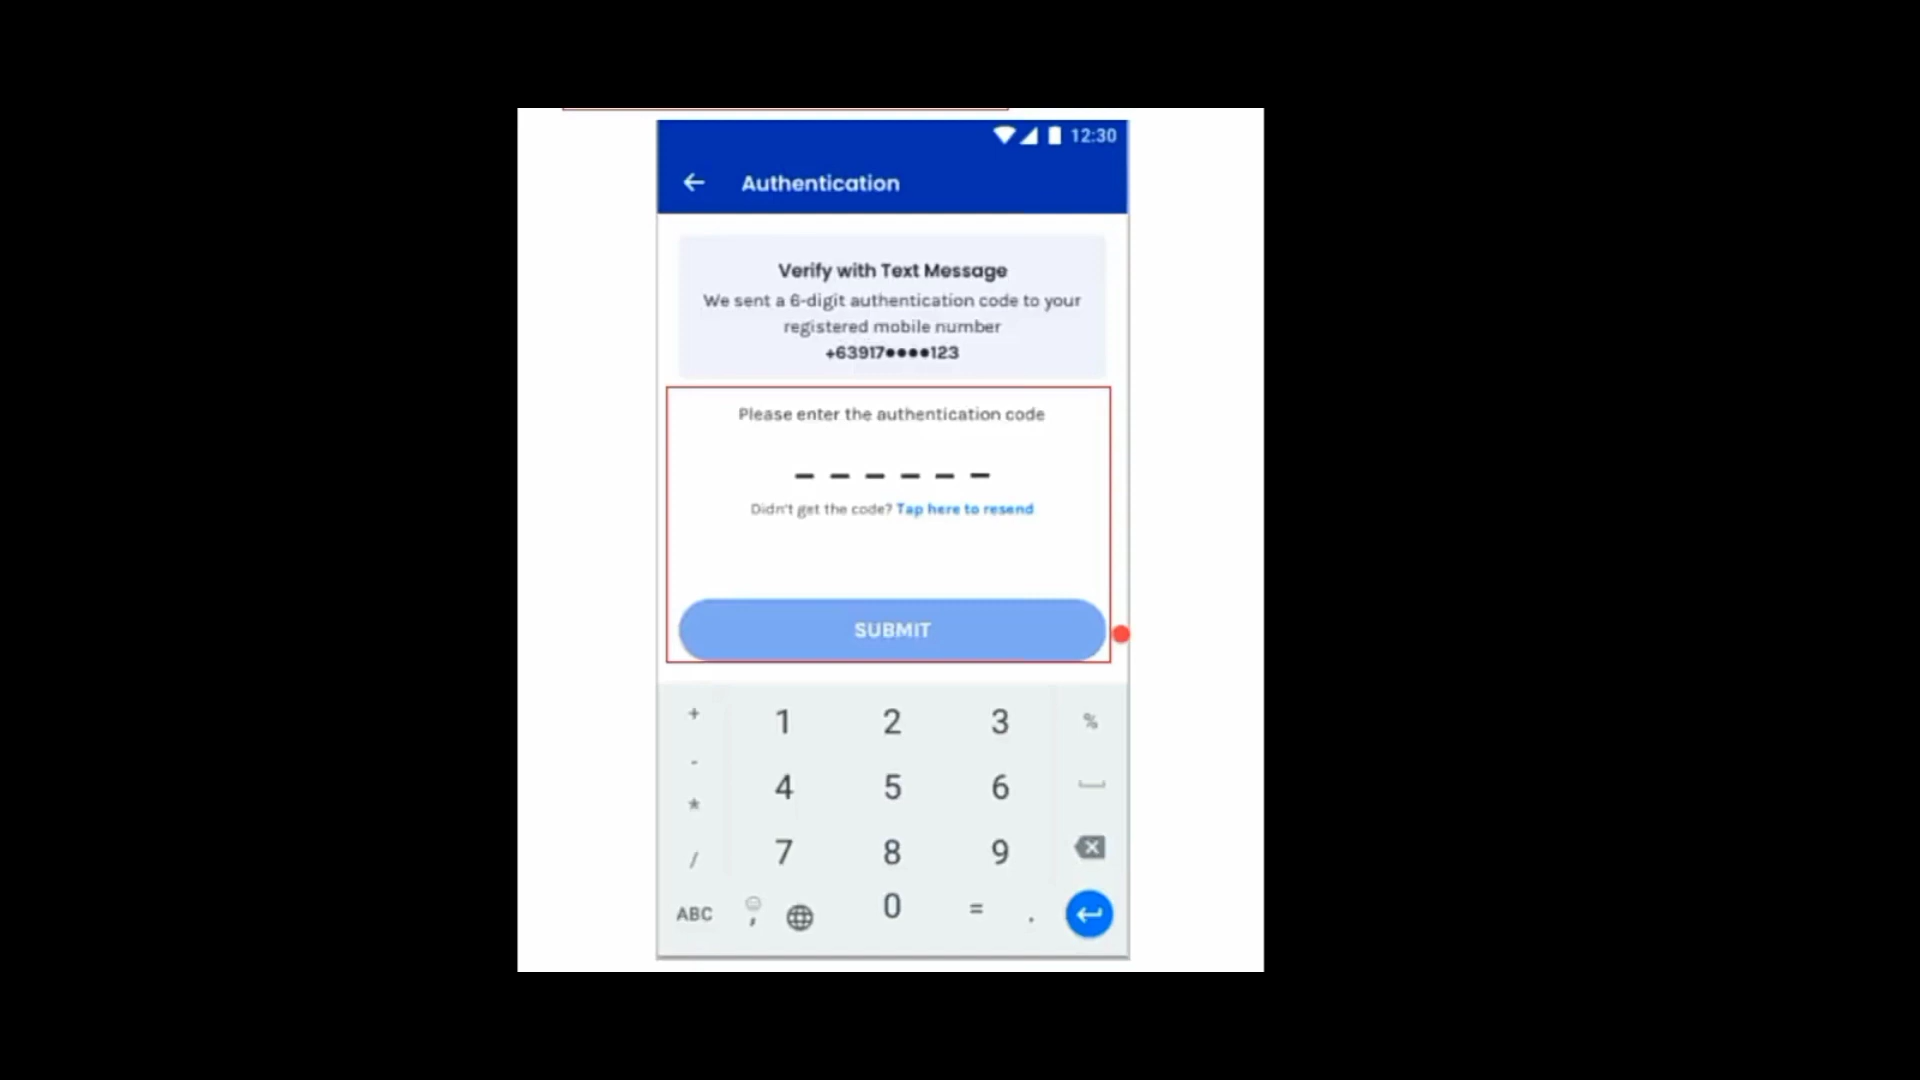 12:30
Authentication
Verify with Text Message
We sent a 6-digit authentication code to your
registered mobile number
+63917●●●●123
Please enter the authentication code
Didn't get the code? Tap here to resend
SUBMIT
+ 1 2 3 %
-
4 5 6
*
7 8 9
/
ABC , 0 = .